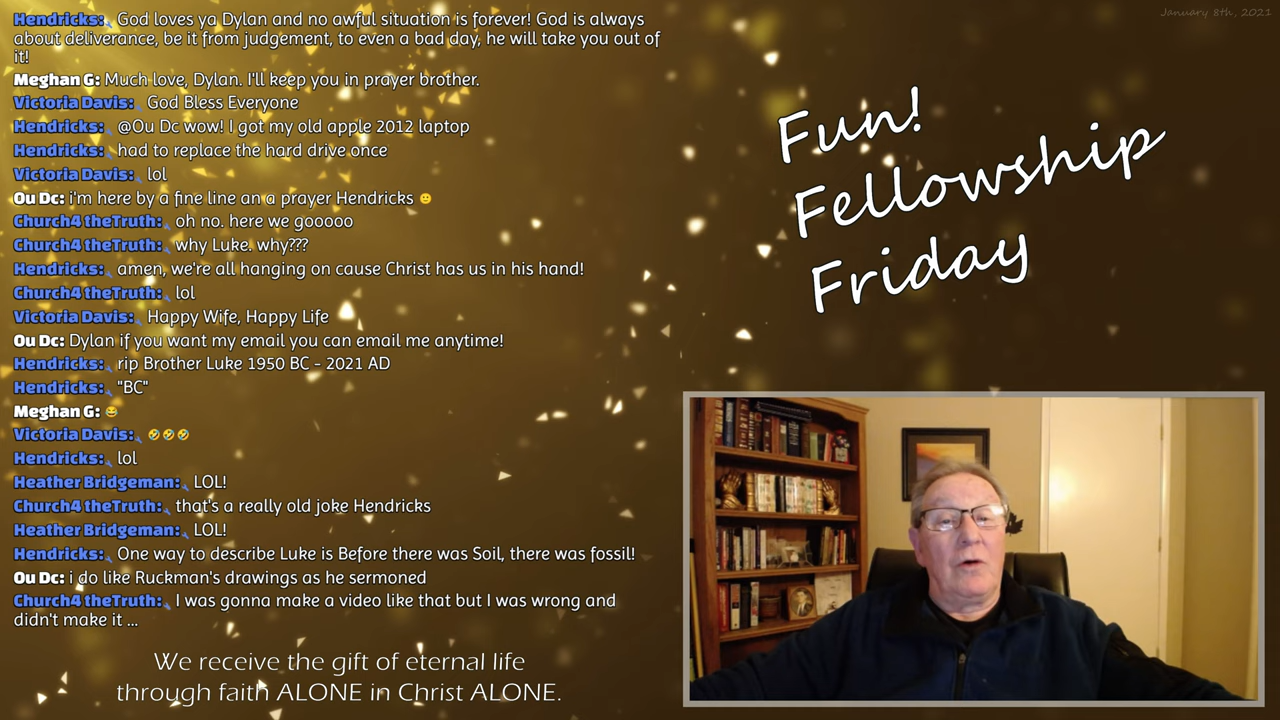 Hendricks: God loves ya Dylan and no awful situation is forever! God is always
about deliverance, be it from judgement, to even a bad day, he will take you out of
it!
Meghan G: Much love, Dylan. I'll keep you in prayer brother.
Victoria Davis: God Bless Everyone
Hendricks: @Ou Dc wow! I got my old apple 2012 laptop
Hendricks: had to replace the hard drive once
Victoria Davis: lol
Ou Dc: i'm here by a fine line an a prayer Hendricks 🙂
Church4 theTruth: oh no. here we gooooo
Church4 theTruth: why Luke. why???
Hendricks: amen, we're all hanging on cause Christ has us in his hand!
Church4 theTruth: lol
Victoria Davis: Happy Wife, Happy Life
Ou Dc: Dylan if you want my email you can email me anytime!
Hendricks: rip Brother Luke 1950 BC - 2021 AD
Hendricks: "BC"
Meghan G: 😂
Victoria Davis: 🤣🤣🤣
Hendricks: lol
Heather Bridgeman: LOL!
Church4 theTruth: that's a really old joke Hendricks
Heather Bridgeman: LOL!
Hendricks: One way to describe Luke is Before there was Soil, there was fossil!
Ou Dc: i do like Ruckman's drawings as he sermoned
Church4 theTruth: I was gonna make a video like that but I was wrong and
didn't make it ...
We receive the gift of eternal life
through faith ALONE in Christ ALONE.
January 8th, 2021
Fun!
Fellowship
Friday